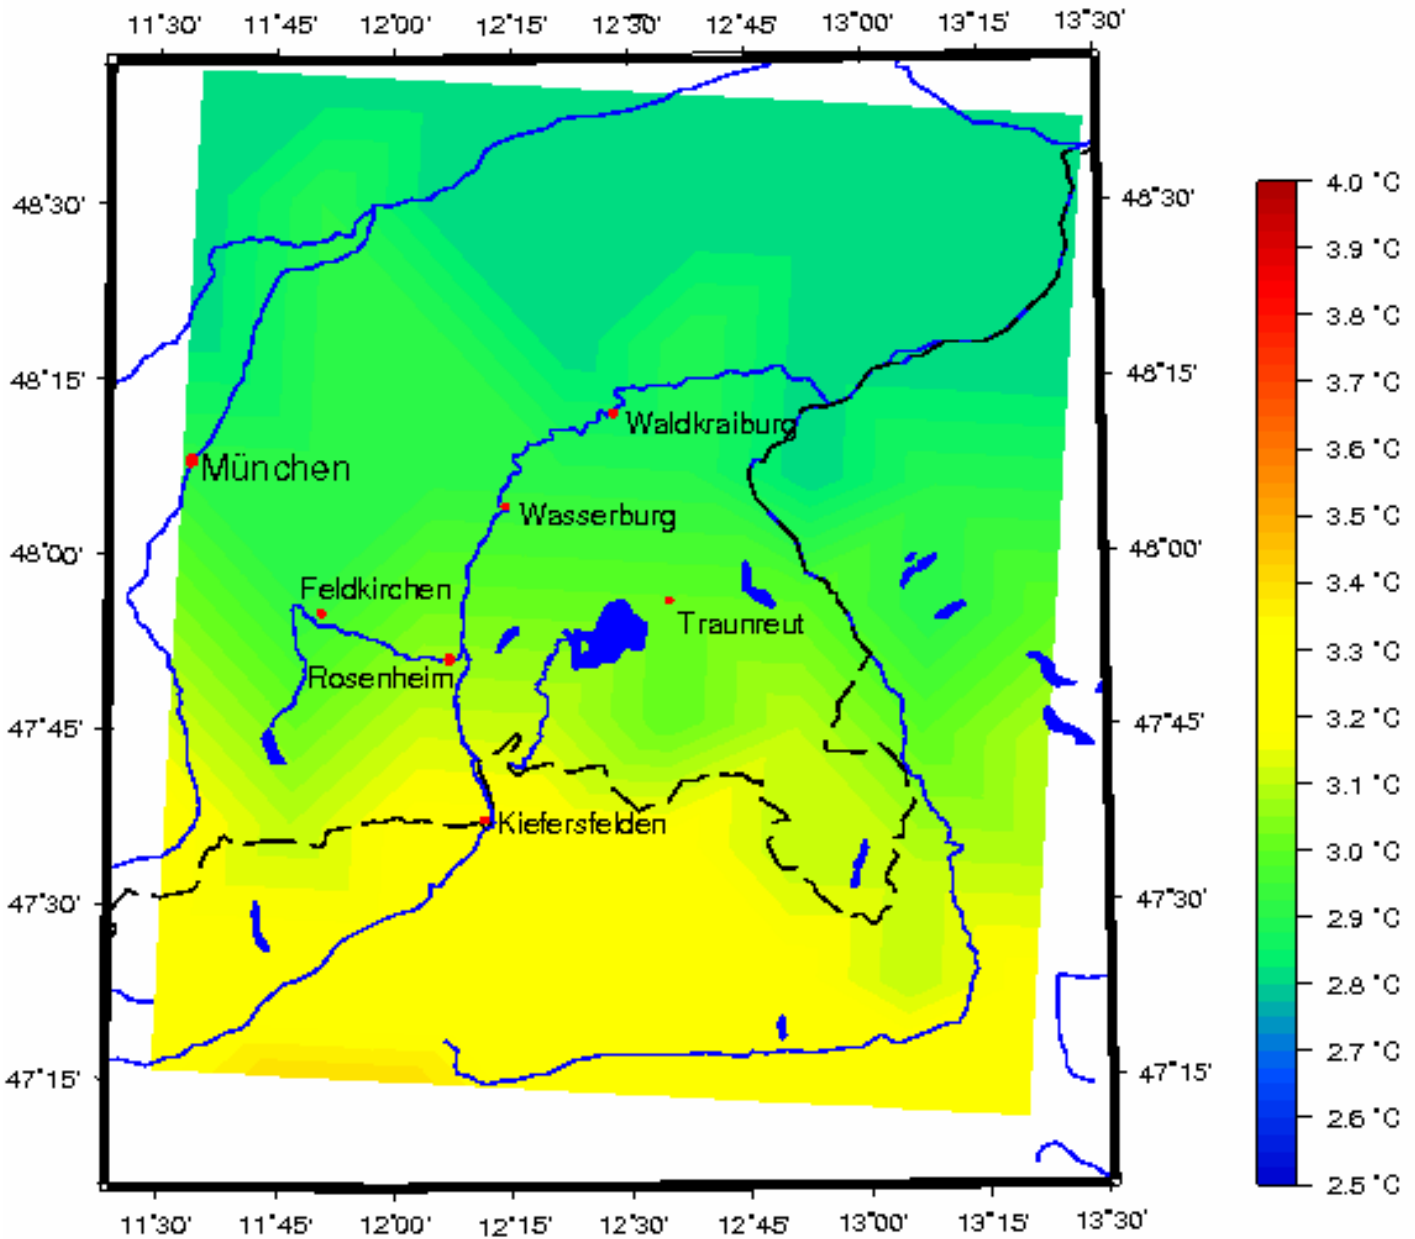 11°30' 11°45' 12°00' 12°15' 12°30' 12°45' 13°00' 13°15' 13°30'
4.0 °C
48°30' 48°30'
3.9 °C
3.8 °C
48°15' 48°15'
3.7 °C
Waldkraiburg
3.6 °C
München
Wasserburg
3.5 °C
48°00' 48°00'
Feldkirchen
3.4 °C
Traunreut
3.3 °C
Rosenheim
47°45' 47°45'
3.2 °C
3.1 °C
Kiefersfelden
3.0 °C
47°30' 47°30'
2.9 °C
2.8 °C
2.7 °C
47°15' 47°15'
2.6 °C
2.5 °C
11°30' 11°45' 12°00' 12°15' 12°30' 12°45' 13°00' 13°15' 13°30'